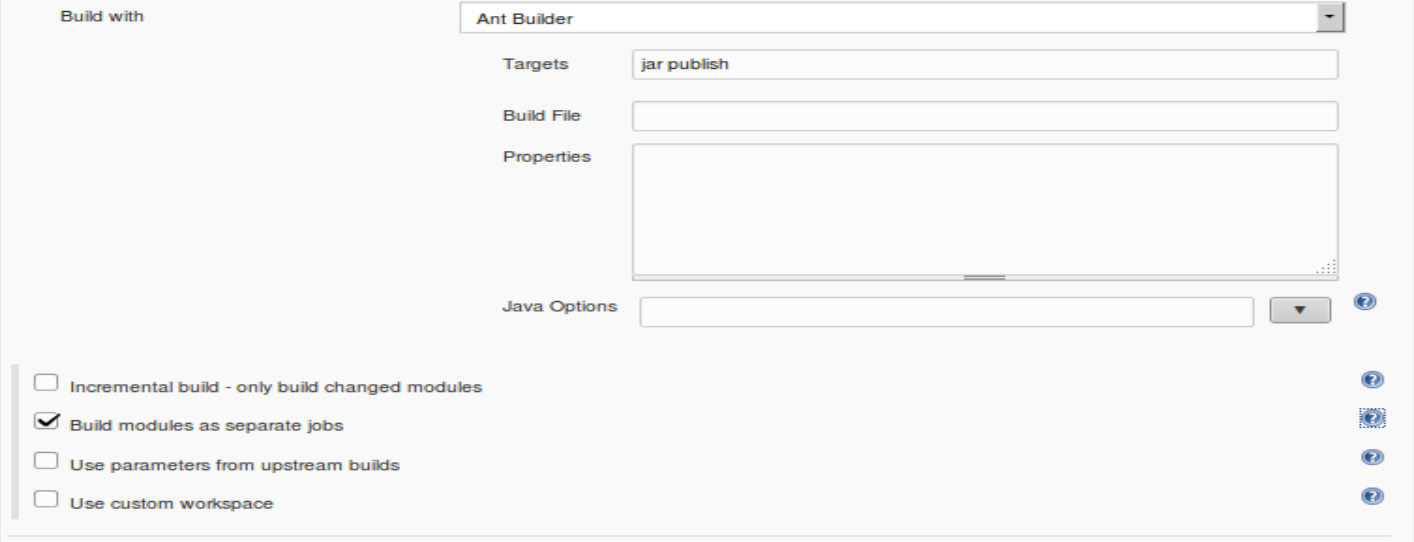 Build with
Ant Builder
Targets
jar publish
Build File
Properties
Java Options
Incremental build - only build changed modules
Build modules as separate jobs
Use parameters from upstream builds
Use custom workspace